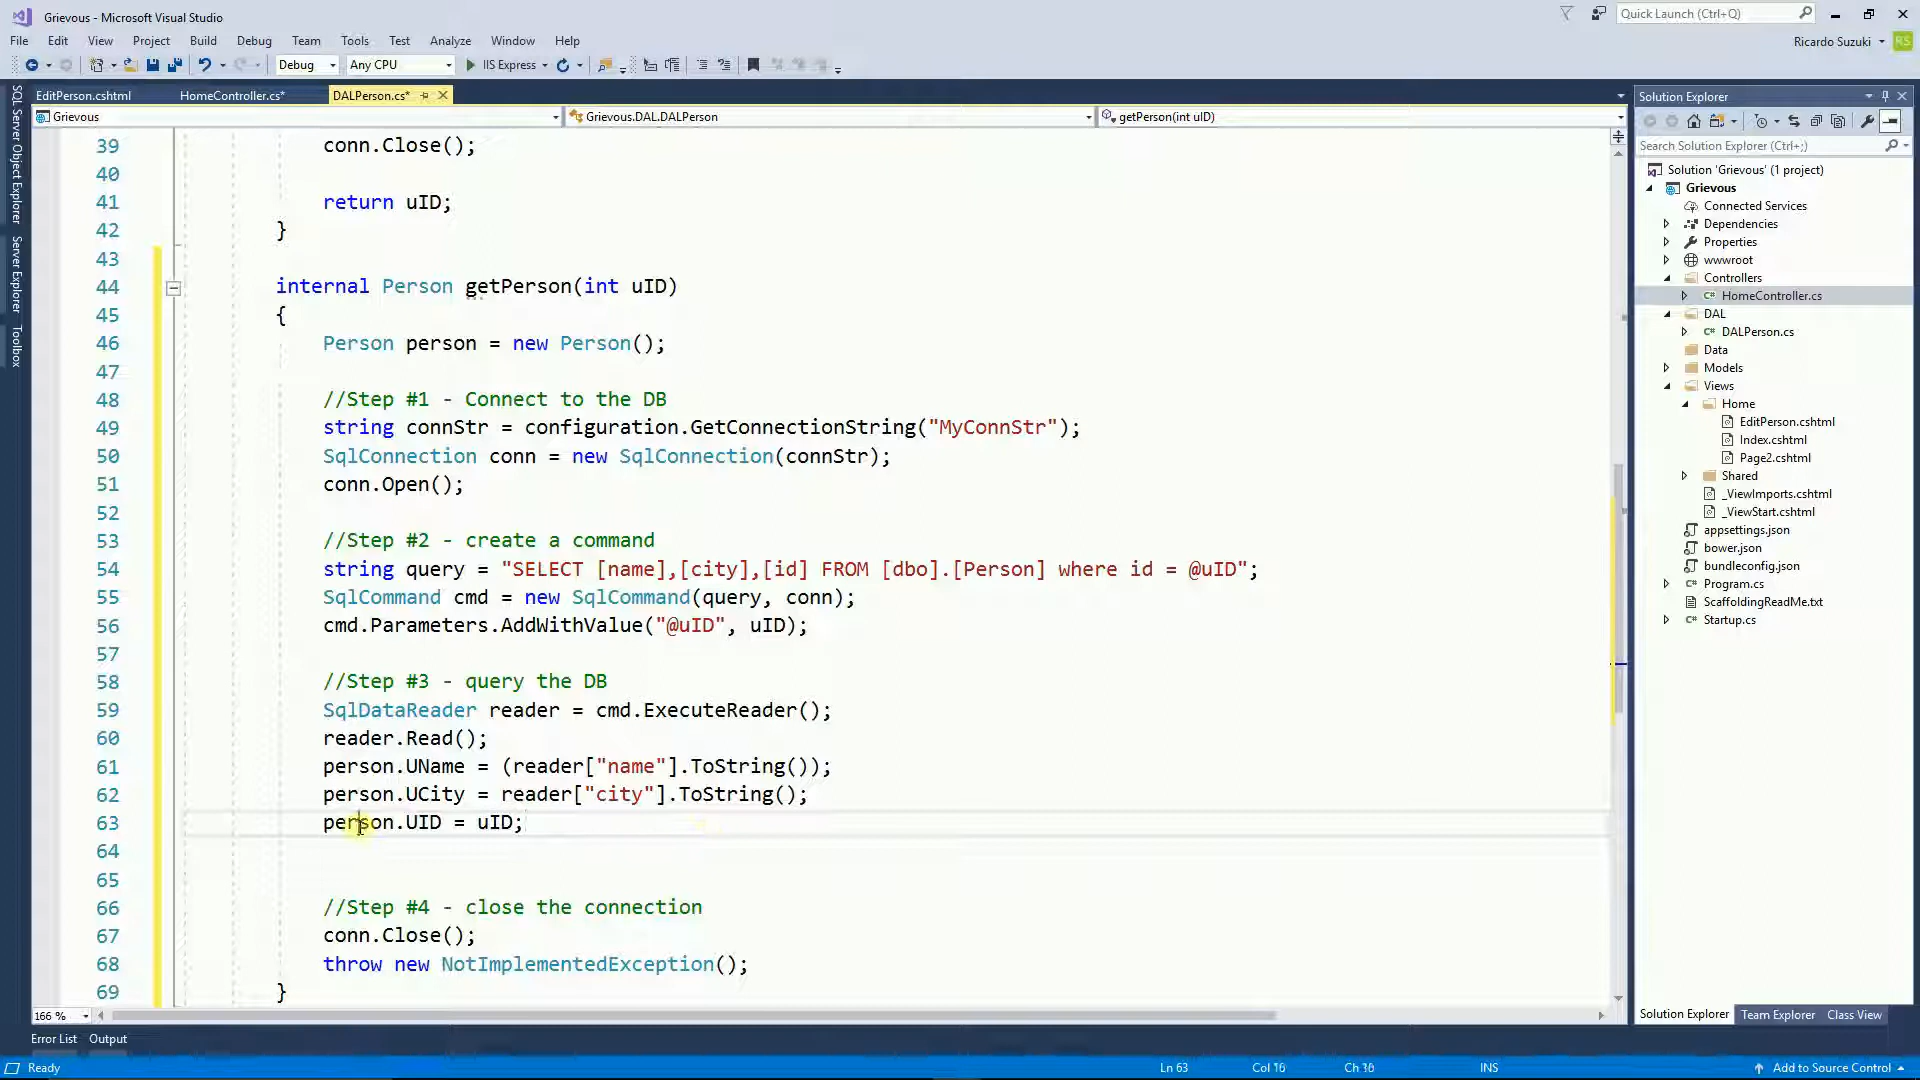 Grievous - Microsoft Visual Studio
Quick Launch (Ctrl+Q)
File Edit View Project Build Debug Team Tools Test Analyze Window Help
Ricardo Suzuki RS
Debug Any CPU IIS Express
EditPerson.cshtml HomeController.cs* DALPerson.cs*
Grievous Grievous.DAL.DALPerson getPerson(int uID)
SQL Server Object Explorer
Server Explorer
Toolbox
39 conn.Close();
40
41 return uID;
42 }
43
44 internal Person getPerson(int uID)
45 {
46 Person person = new Person();
47
48 //Step #1 - Connect to the DB
49 string connStr = configuration.GetConnectionString("MyConnStr");
50 SqlConnection conn = new SqlConnection(connStr);
51 conn.Open();
52
53 //Step #2 - create a command
54 string query = "SELECT [name],[city],[id] FROM [dbo].[Person] where id = @uID";
55 SqlCommand cmd = new SqlCommand(query, conn);
56 cmd.Parameters.AddWithValue("@uID", uID);
57
58 //Step #3 - query the DB
59 SqlDataReader reader = cmd.ExecuteReader();
60 reader.Read();
61 person.UName = (reader["name"].ToString());
62 person.UCity = reader["city"].ToString();
63 person.UID = uID;
64
65
66 //Step #4 - close the connection
67 conn.Close();
68 throw new NotImplementedException();
69 }
166 %
Solution Explorer
Search Solution Explorer (Ctrl+;)
Solution 'Grievous' (1 project)
Grievous
Connected Services
Dependencies
Properties
wwwroot
Controllers
HomeController.cs
DAL
DALPerson.cs
Data
Models
Views
Home
EditPerson.cshtml
Index.cshtml
Page2.cshtml
Shared
_ViewImports.cshtml
_ViewStart.cshtml
appsettings.json
bower.json
bundleconfig.json
Program.cs
ScaffoldingReadMe.txt
Startup.cs
Solution Explorer Team Explorer Class View
Error List Output
Ready Ln 63 Col 16 Ch 16 INS Add to Source Control